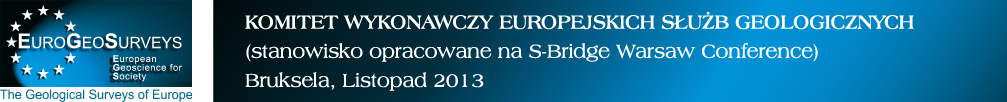 EUROGEOSURVEYS
European
Geoscience for
Society
The Geological Surveys of Europe
KOMITET WYKONAWCZY EUROPEJSKICH SŁUŻB GEOLOGICZNYCH
(stanowisko opracowane na S-Bridge Warsaw Conference)
Bruksela, Listopad 2013